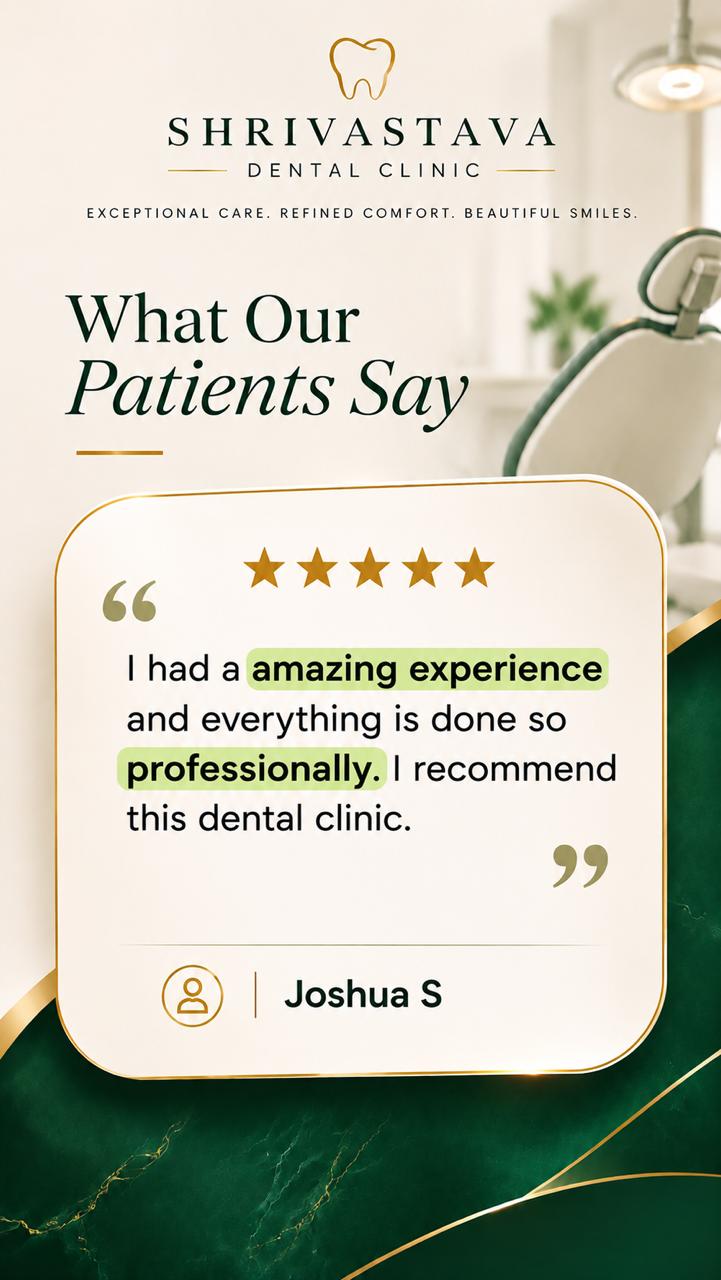 SHRIVASTAVA
DENTAL CLINIC
EXCEPTIONAL CARE. REFINED COMFORT. BEAUTIFUL SMILES.
What Our
Patients Say
“
I had a amazing experience
and everything is done so
professionally. I recommend
this dental clinic.
”
Joshua S